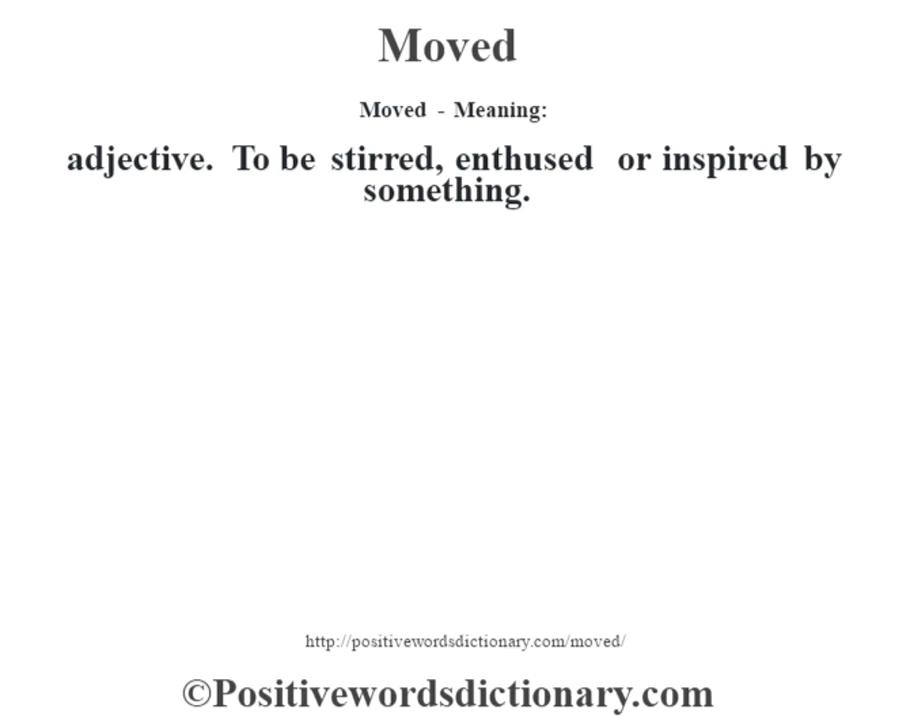 Moved
Moved - Meaning:
adjective. To be stirred, enthused or inspired by
something.
http://positivewordsdictionary.com/moved/
©Positivewordsdictionary.com